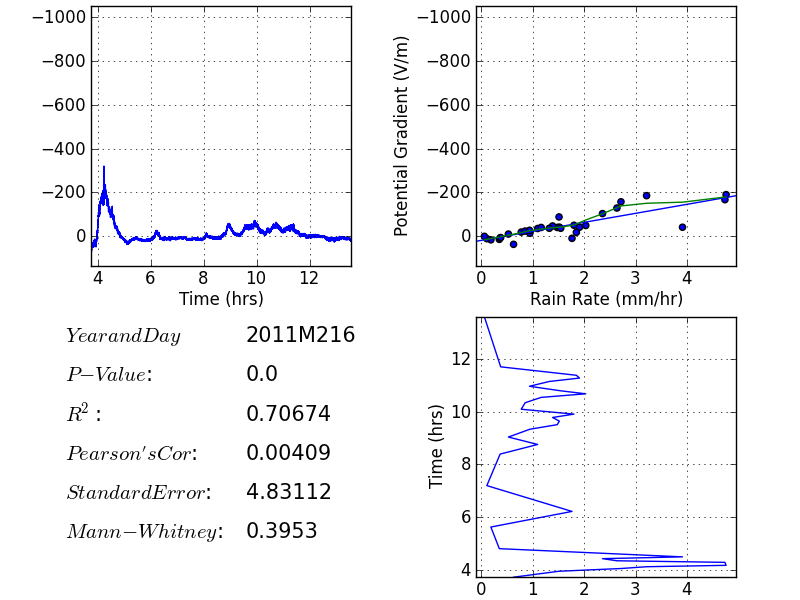 −1000
−800
−600
−400
−200
0
4 6 8 10 12
Time (hrs)
Potential Gradient (V/m)
−1000
−800
−600
−400
−200
0
0 1 2 3 4
Rain Rate (mm/hr)
YearandDay 2011M216
P−Value: 0.0
R²: 0.70674
Pearson'sCor: 0.00409
StandardError: 4.83112
Mann−Whitney: 0.3953
Time (hrs)
12
10
8
6
4
0 1 2 3 4